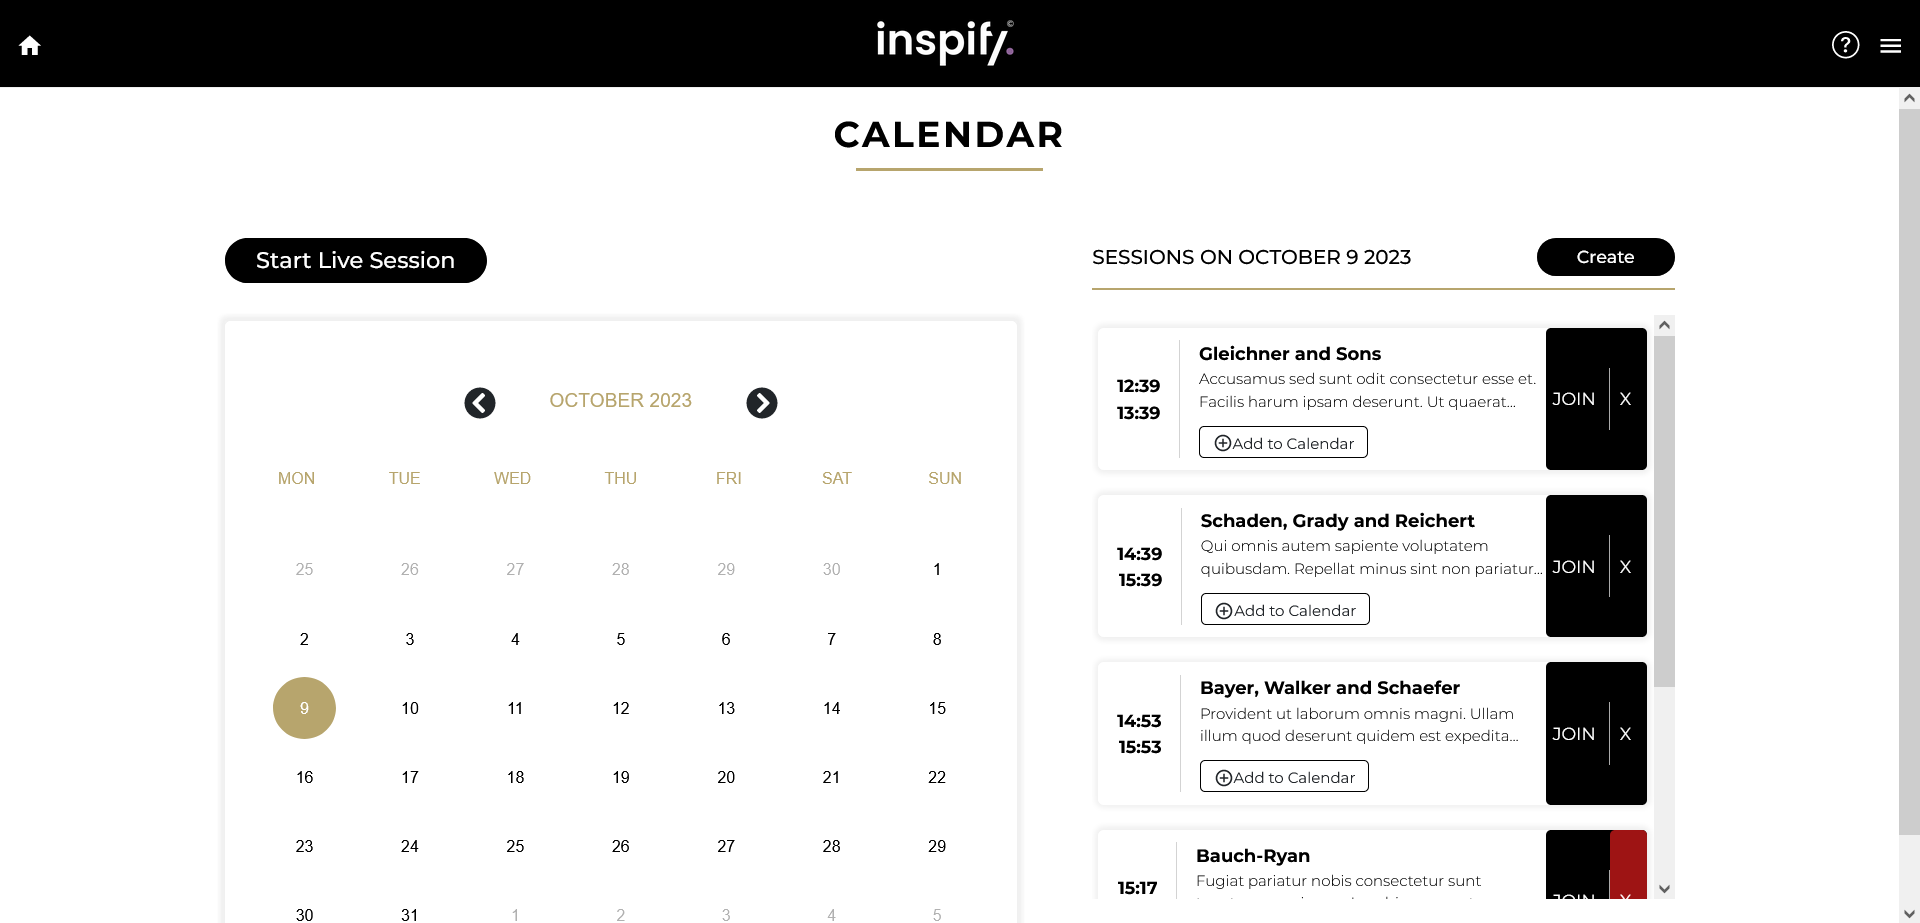 inspify.©
CALENDAR
Start Live Session
OCTOBER 2023
MON TUE WED THU FRI SAT SUN
25 26 27 28 29 30 1
2 3 4 5 6 7 8
9 10 11 12 13 14 15
16 17 18 19 20 21 22
23 24 25 26 27 28 29
30 31 1 2 3 4 5
SESSIONS ON OCTOBER 9 2023
Create
12:39
13:39
Gleichner and Sons
Accusamus sed sunt odit consectetur esse et.
Facilis harum ipsam deserunt. Ut quaerat...
Add to Calendar
JOIN X
14:39
15:39
Schaden, Grady and Reichert
Qui omnis autem sapiente voluptatem
quibusdam. Repellat minus sint non pariatur...
Add to Calendar
JOIN X
14:53
15:53
Bayer, Walker and Schaefer
Provident ut laborum omnis magni. Ullam
illum quod deserunt quidem est expedita...
Add to Calendar
JOIN X
15:17
Bauch-Ryan
Fugiat pariatur nobis consectetur sunt
JOIN X